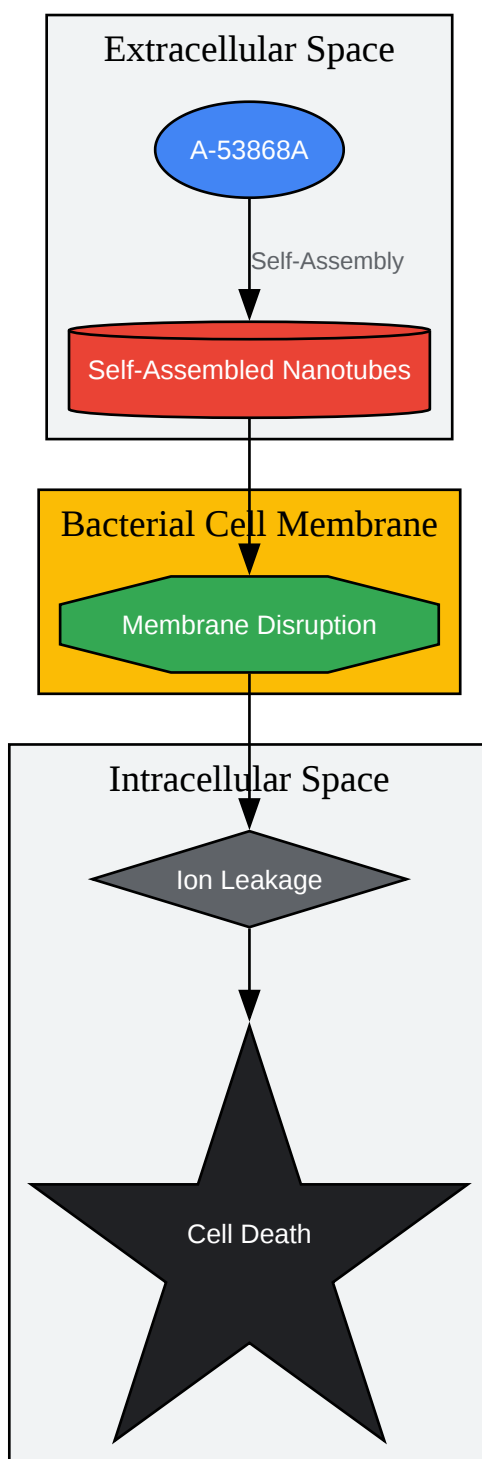 Extracellular Space
A-53868A
Self-Assembly
Self-Assembled Nanotubes
Bacterial Cell Membrane
Membrane Disruption
Intracellular Space
Ion Leakage
Cell Death